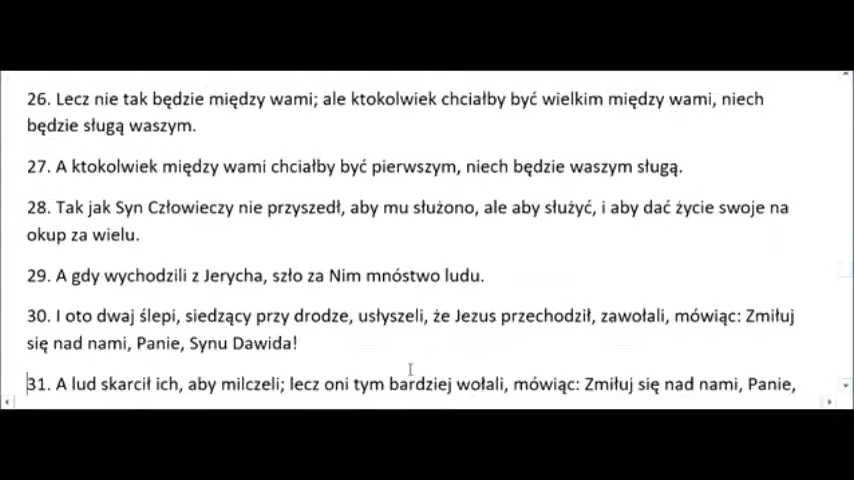 26. Lecz nie tak będzie między wami; ale ktokolwiek chciałby być wielkim między wami, niech
będzie sługą waszym.
27. A ktokolwiek między wami chciałby być pierwszym, niech będzie waszym sługą.
28. Tak jak Syn Człowieczy nie przyszedł, aby mu służono, ale aby służyć, i aby dać życie swoje na
okup za wielu.
29. A gdy wychodzili z Jerycha, szło za Nim mnóstwo ludu.
30. I oto dwaj ślepi, siedzący przy drodze, usłyszeli, że Jezus przechodził, zawołali, mówiąc: Zmiłuj
się nad nami, Panie, Synu Dawida!
31. A lud skarcił ich, aby milczeli; lecz oni tym bardziej wołali, mówiąc: Zmiłuj się nad nami, Panie,